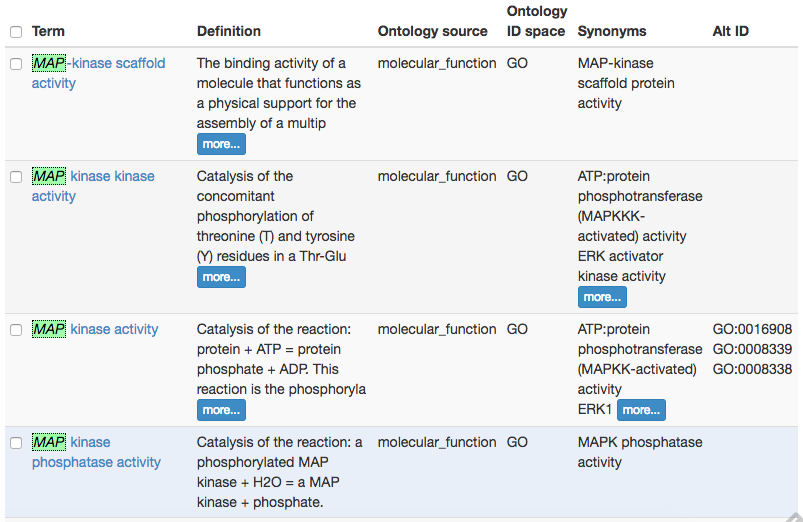 Term Definition Ontology source Ontology ID space Synonyms Alt ID
MAP-kinase scaffold
activity
The binding activity of a
molecule that functions as
a physical support for the
assembly of a multip
more...
molecular_function
GO
MAP-kinase
scaffold protein
activity
MAP kinase kinase
activity
Catalysis of the
concomitant
phosphorylation of
threonine (T) and tyrosine
(Y) residues in a Thr-Glu
more...
molecular_function
GO
ATP:protein
phosphotransferase
(MAPKKK-
activated) activity
ERK activator
kinase activity
more...
MAP kinase activity
Catalysis of the reaction:
protein + ATP = protein
phosphate + ADP. This
reaction is the phosphoryla
more...
molecular_function
GO
ATP:protein
phosphotransferase
(MAPKK-activated)
activity
ERK1 more...
GO:0016908
GO:0008339
GO:0008338
MAP kinase
phosphatase activity
Catalysis of the reaction: a
phosphorylated MAP
kinase + H2O = a MAP
kinase + phosphate.
molecular_function
GO
MAPK phosphatase
activity